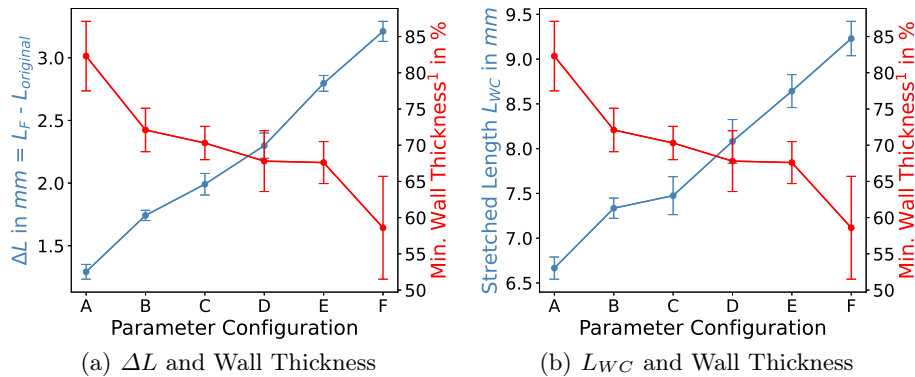 3.0
2.5
2.0
1.5
ΔL in mm = L_F - L_original
85
80
75
70
65
60
55
50
Min. Wall Thickness¹ in %
A B C D E F
Parameter Configuration
(a) ΔL and Wall Thickness
9.5
9.0
8.5
8.0
7.5
7.0
6.5
Stretched Length L_WC in mm
85
80
75
70
65
60
55
50
Min. Wall Thickness¹ in %
A B C D E F
Parameter Configuration
(b) L_WC and Wall Thickness